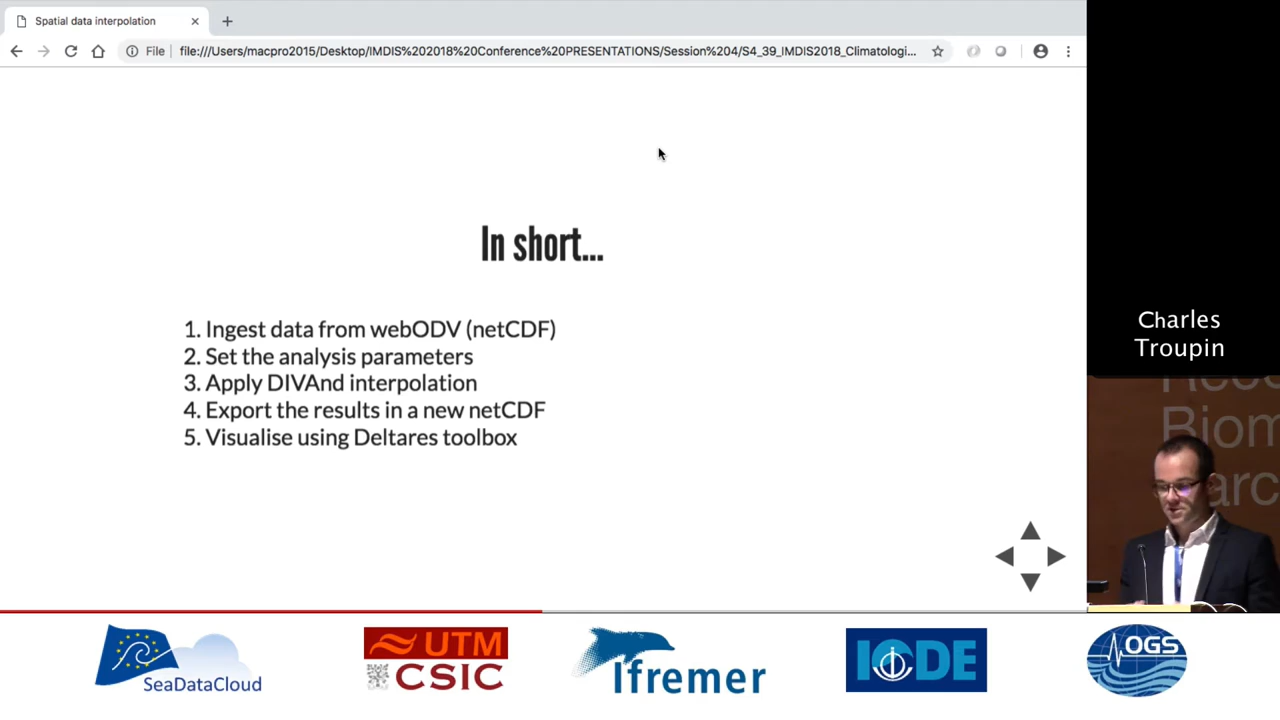 Spatial data interpolation
File
file:///Users/macpro2015/Desktop/IMDIS%202018%20Conference%20PRESENTATIONS/Session%204/S4_39_IMDIS2018_Climatologi...
In short...
1. Ingest data from webODV (netCDF)
2. Set the analysis parameters
3. Apply DIVAnd interpolation
4. Export the results in a new netCDF
5. Visualise using Deltares toolbox
Charles
Troupin
Biom
SeaDataCloud
UTM
CSIC
Ifremer
IODE
OGS